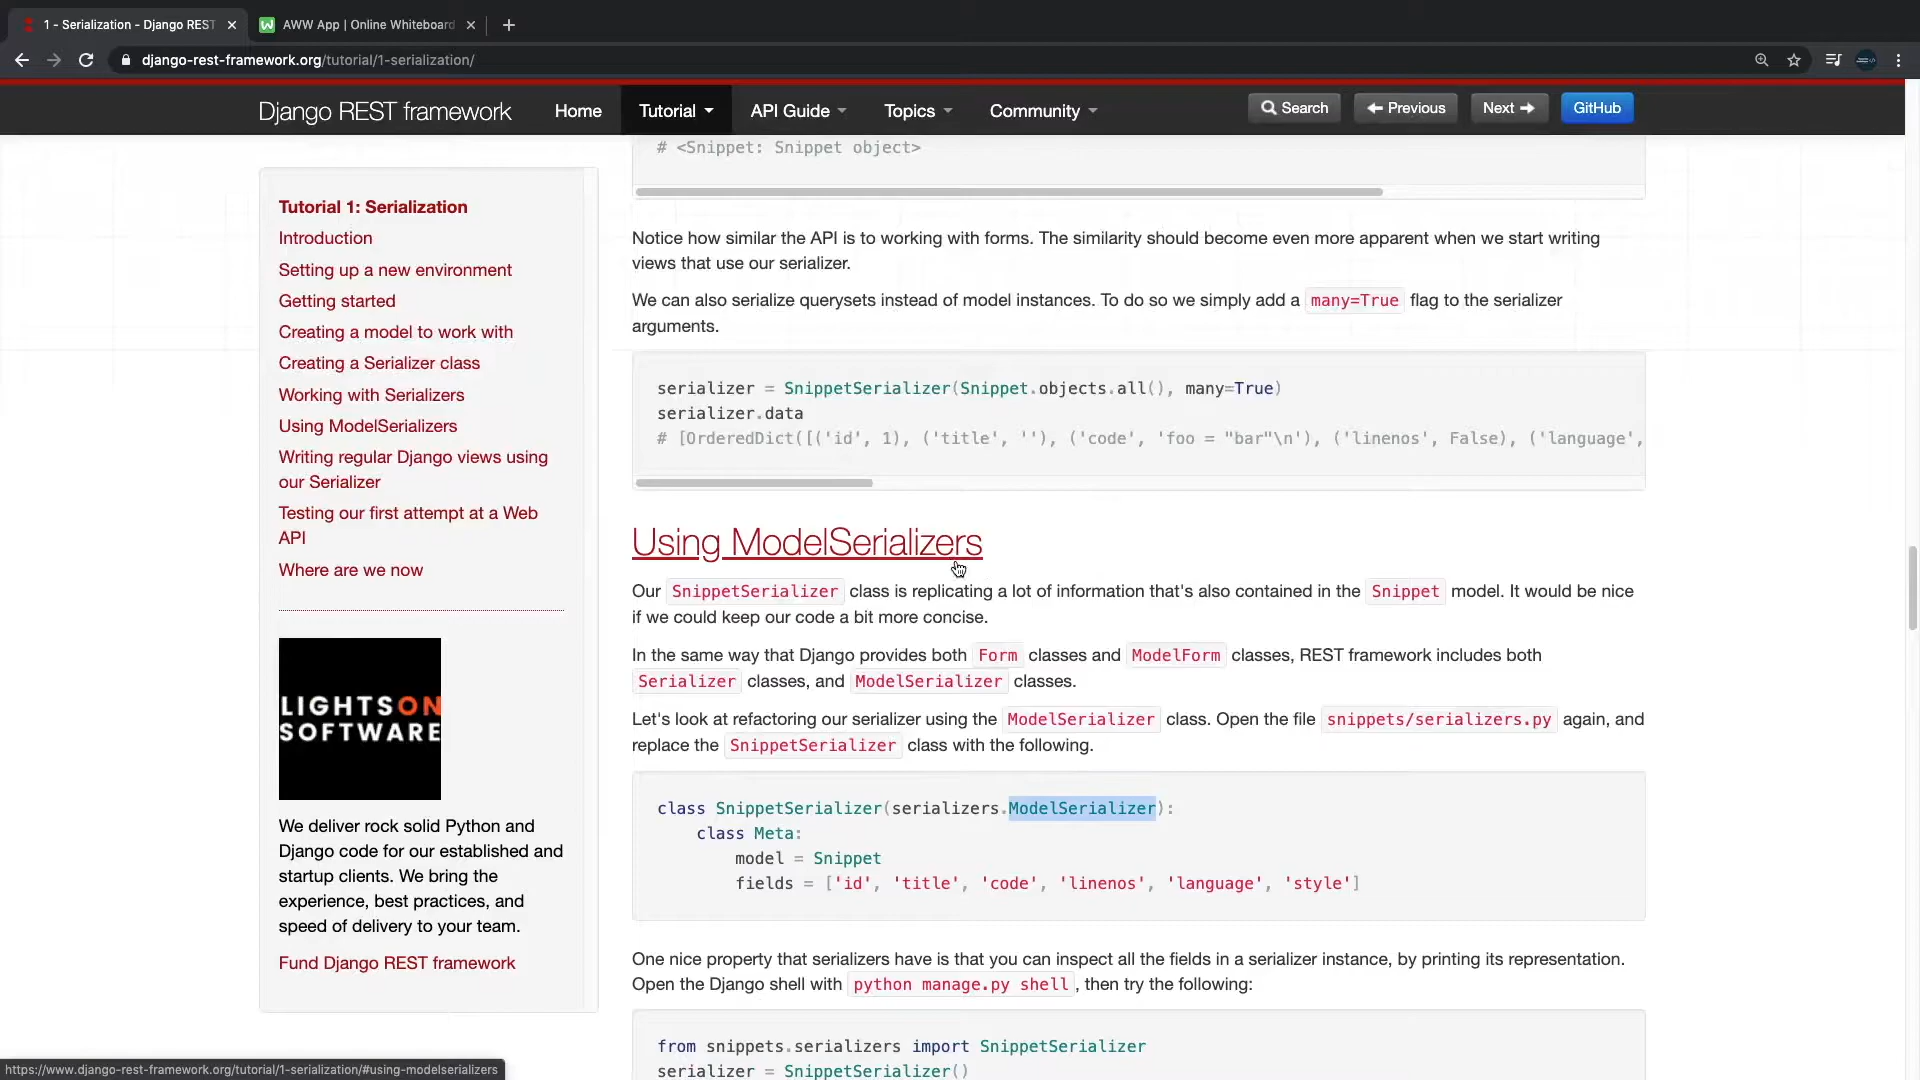 1 - Serialization - Django REST
AWW App | Online Whiteboard
django-rest-framework.org/tutorial/1-serialization/
Django REST framework
Home
Tutorial
API Guide
Topics
Community
Search
Previous
Next
GitHub
Tutorial 1: Serialization
Introduction
Setting up a new environment
Getting started
Creating a model to work with
Creating a Serializer class
Working with Serializers
Using ModelSerializers
Writing regular Django views using
our Serializer
Testing our first attempt at a Web
API
Where are we now
LIGHTSON
SOFTWARE
We deliver rock solid Python and
Django code for our established and
startup clients. We bring the
experience, best practices, and
speed of delivery to your team.
Fund Django REST framework
# <Snippet: Snippet object>
Notice how similar the API is to working with forms. The similarity should become even more apparent when we start writing
views that use our serializer.
We can also serialize querysets instead of model instances. To do so we simply add a many=True flag to the serializer
arguments.
serializer = SnippetSerializer(Snippet.objects.all(), many=True)
serializer.data
# [OrderedDict([('id', 1), ('title', ''), ('code', 'foo = "bar"\n'), ('linenos', False), ('language',
Using ModelSerializers
Our SnippetSerializer class is replicating a lot of information that's also contained in the Snippet model. It would be nice
if we could keep our code a bit more concise.
In the same way that Django provides both Form classes and ModelForm classes, REST framework includes both
Serializer classes, and ModelSerializer classes.
Let's look at refactoring our serializer using the ModelSerializer class. Open the file snippets/serializers.py again, and
replace the SnippetSerializer class with the following.
class SnippetSerializer(serializers.ModelSerializer):
    class Meta:
        model = Snippet
        fields = ['id', 'title', 'code', 'linenos', 'language', 'style']
One nice property that serializers have is that you can inspect all the fields in a serializer instance, by printing its representation.
Open the Django shell with python manage.py shell, then try the following:
from snippets.serializers import SnippetSerializer
serializer = SnippetSerializer()
https://www.django-rest-framework.org/tutorial/1-serialization/#using-modelserializers